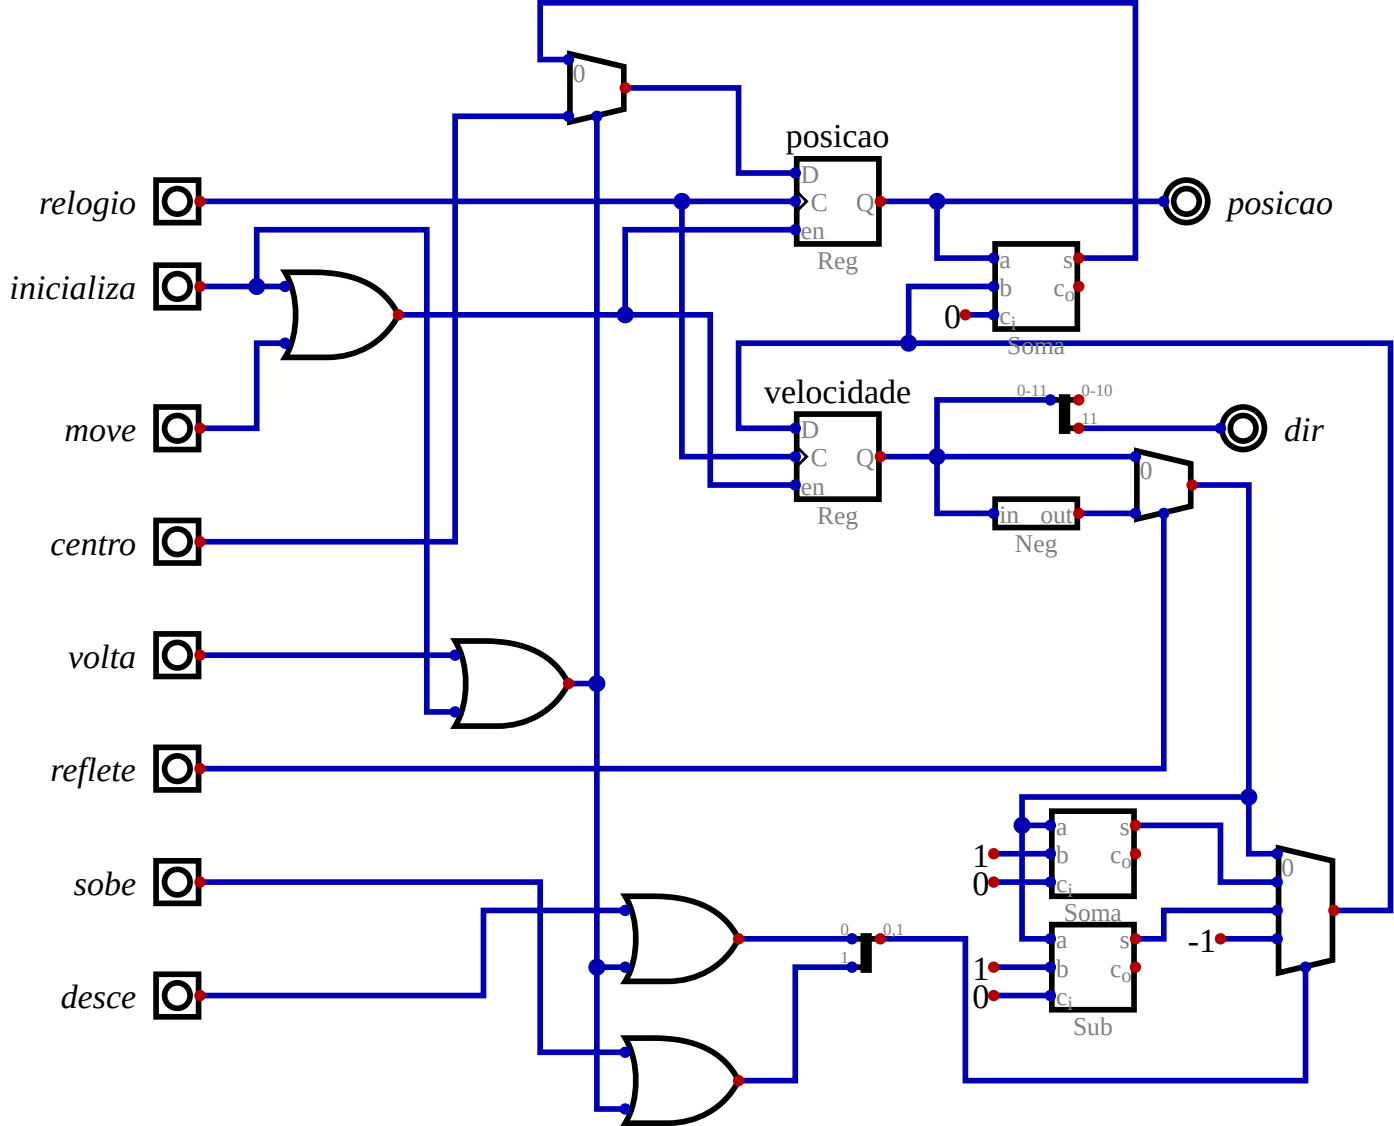 0
posicao
D
relogio
C
Q
posicao
en
Reg
a
s
inicializa
b
co
0
ci
Soma
velocidade
0-11
0-10
11
move
D
dir
C
Q
0
en
in
out
Reg
Neg
centro
volta
reflete
a
s
1
b
co
0
sobe
0
ci
Soma
0
0,1
a
s
-1
1
1
b
co
desce
0
ci
Sub